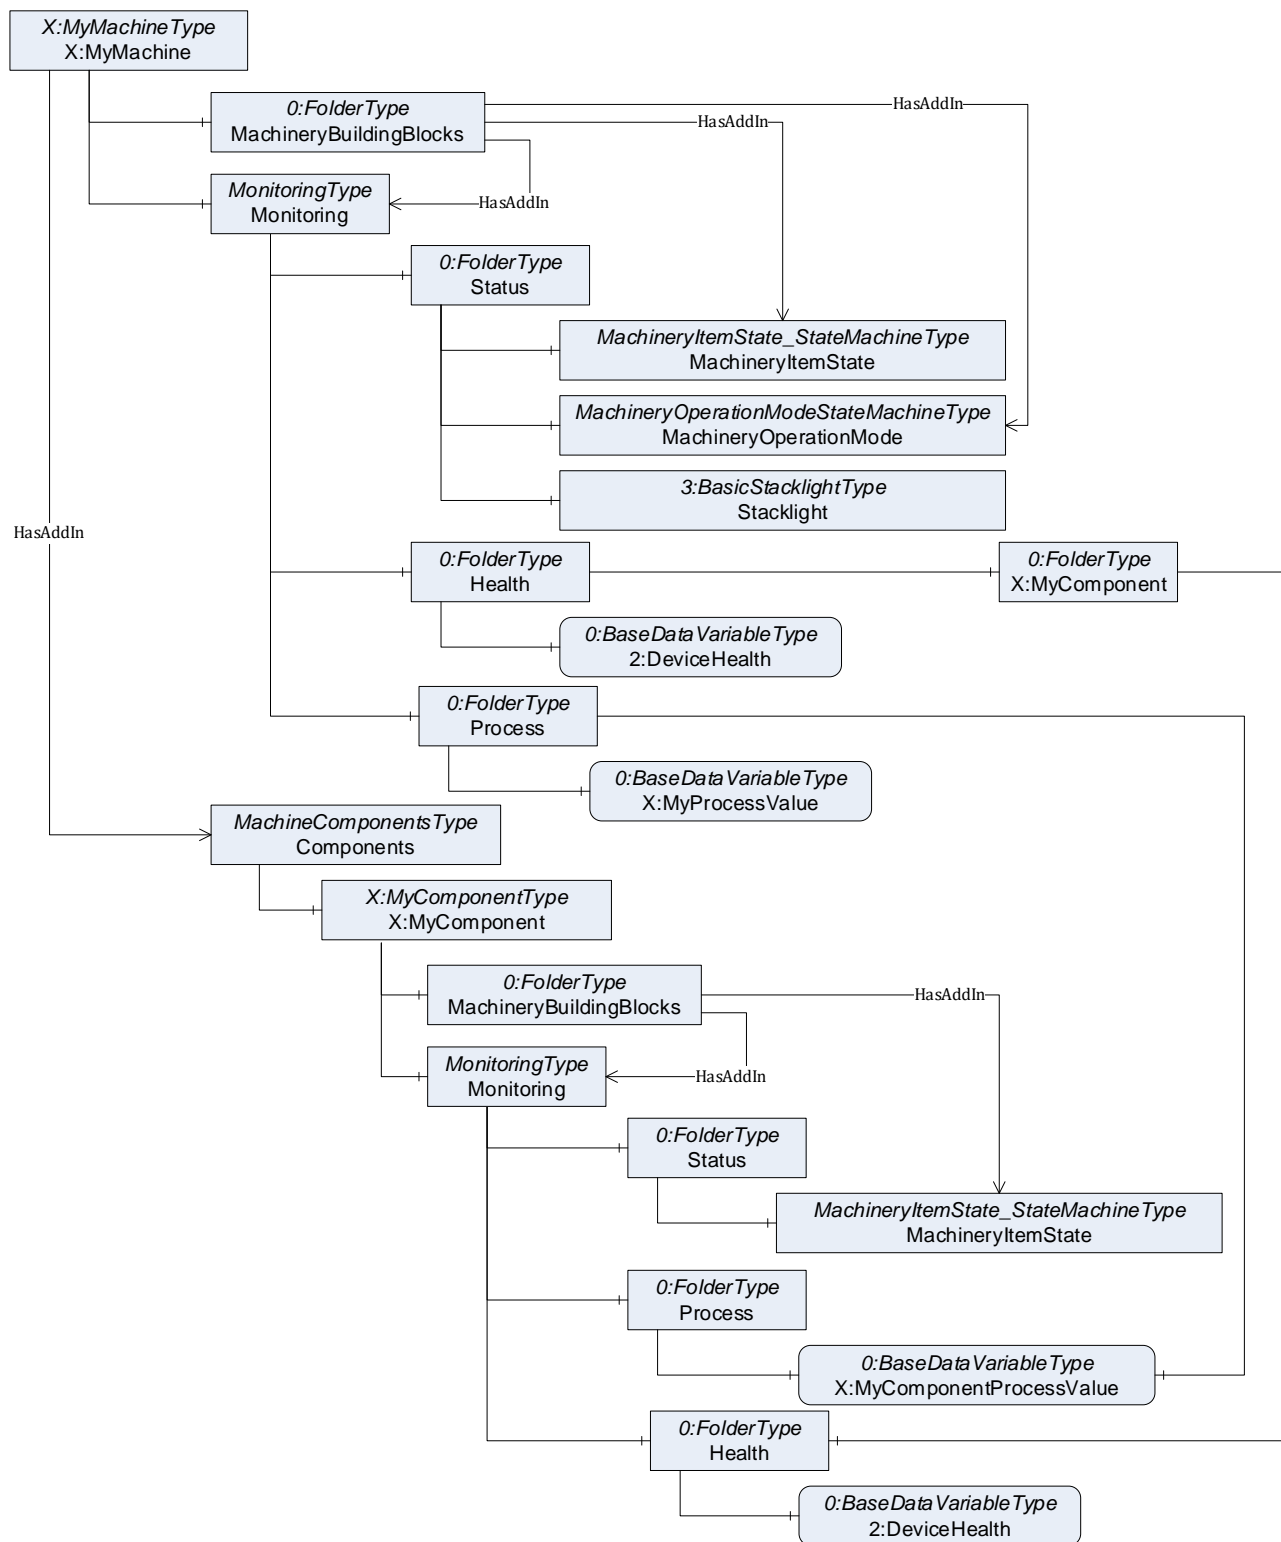 X:MyMachineType
X:MyMachine
0:FolderType
MachineryBuildingBlocks
HasAddIn
HasAddIn
MonitoringType
Monitoring
HasAddIn
0:FolderType
Status
MachineryItemState_StateMachineType
MachineryItemState
MachineryOperationModeStateMachineType
MachineryOperationMode
3:BasicStacklightType
Stacklight
HasAddIn
0:FolderType
Health
0:FolderType
X:MyComponent
0:BaseDataVariableType
2:DeviceHealth
0:FolderType
Process
0:BaseDataVariableType
X:MyProcessValue
MachineComponentsType
Components
X:MyComponentType
X:MyComponent
0:FolderType
MachineryBuildingBlocks
HasAddIn
MonitoringType
Monitoring
HasAddIn
0:FolderType
Status
MachineryItemState_StateMachineType
MachineryItemState
0:FolderType
Process
0:BaseDataVariableType
X:MyComponentProcessValue
0:FolderType
Health
0:BaseDataVariableType
2:DeviceHealth